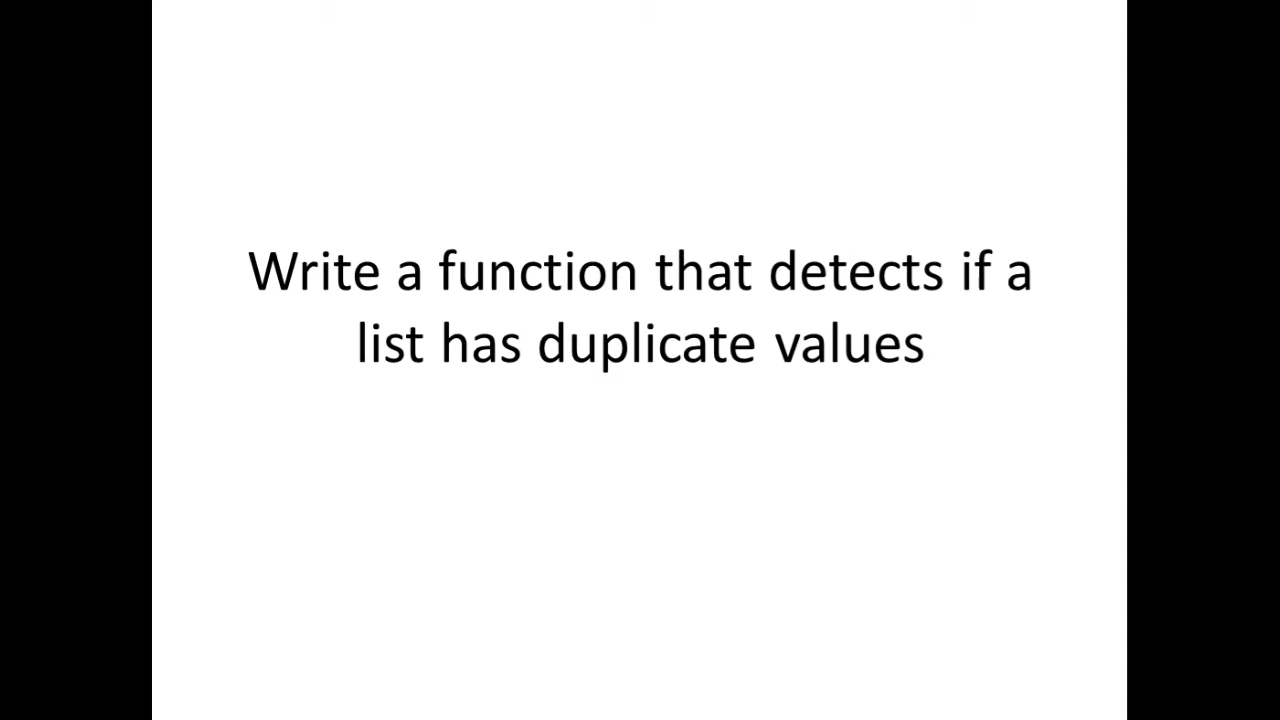 Write a function that detects if a
list has duplicate values